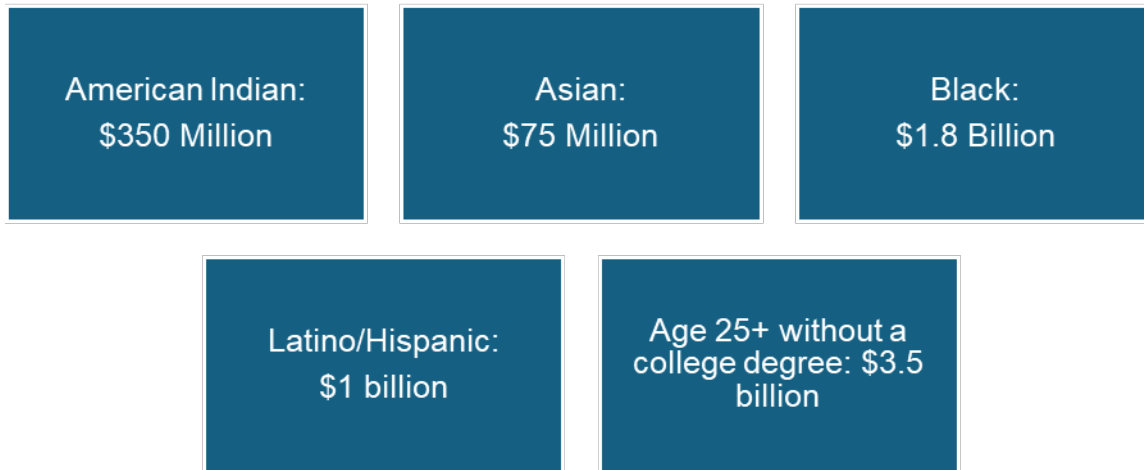 American Indian:
$350 Million
Asian:
$75 Million
Black:
$1.8 Billion
Latino/Hispanic:
$1 billion
Age 25+ without a
college degree: $3.5
billion